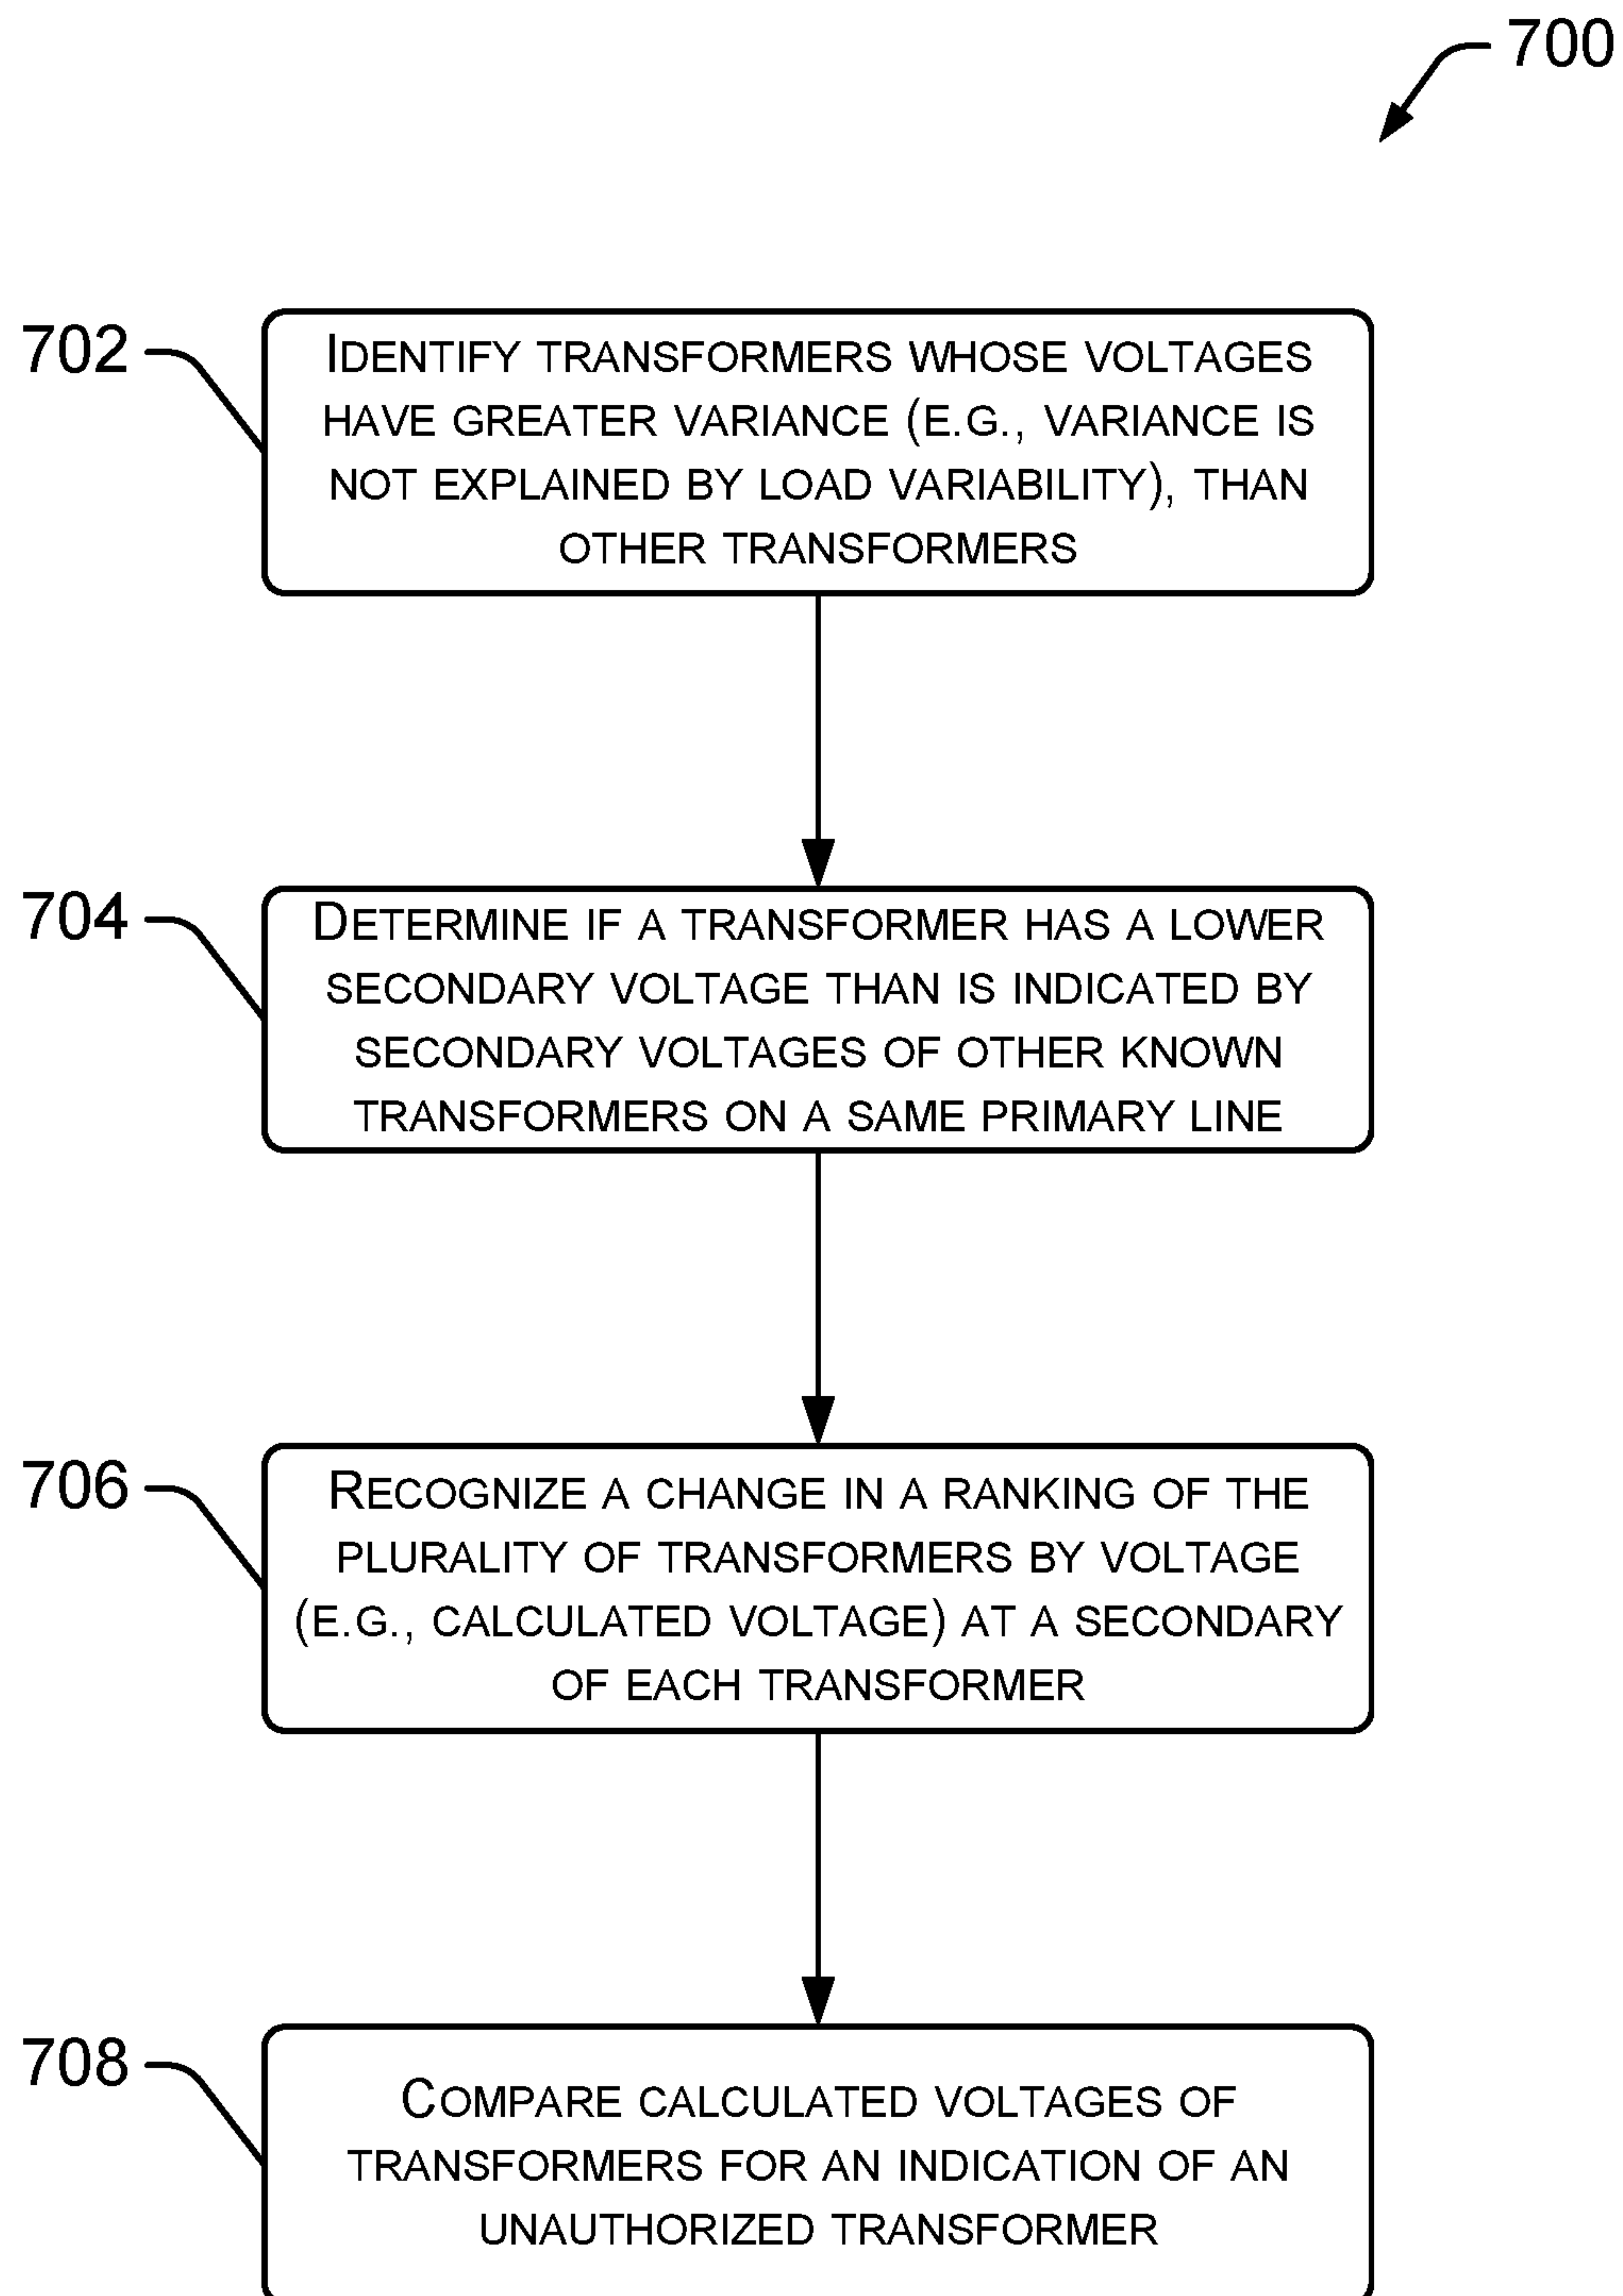 700
702
IDENTIFY TRANSFORMERS WHOSE VOLTAGES
HAVE GREATER VARIANCE (E.G., VARIANCE IS
NOT EXPLAINED BY LOAD VARIABILITY), THAN
OTHER TRANSFORMERS
704
DETERMINE IF A TRANSFORMER HAS A LOWER
SECONDARY VOLTAGE THAN IS INDICATED BY
SECONDARY VOLTAGES OF OTHER KNOWN
TRANSFORMERS ON A SAME PRIMARY LINE
706
RECOGNIZE A CHANGE IN A RANKING OF THE
PLURALITY OF TRANSFORMERS BY VOLTAGE
(E.G., CALCULATED VOLTAGE) AT A SECONDARY
OF EACH TRANSFORMER
708
COMPARE CALCULATED VOLTAGES OF
TRANSFORMERS FOR AN INDICATION OF AN
UNAUTHORIZED TRANSFORMER